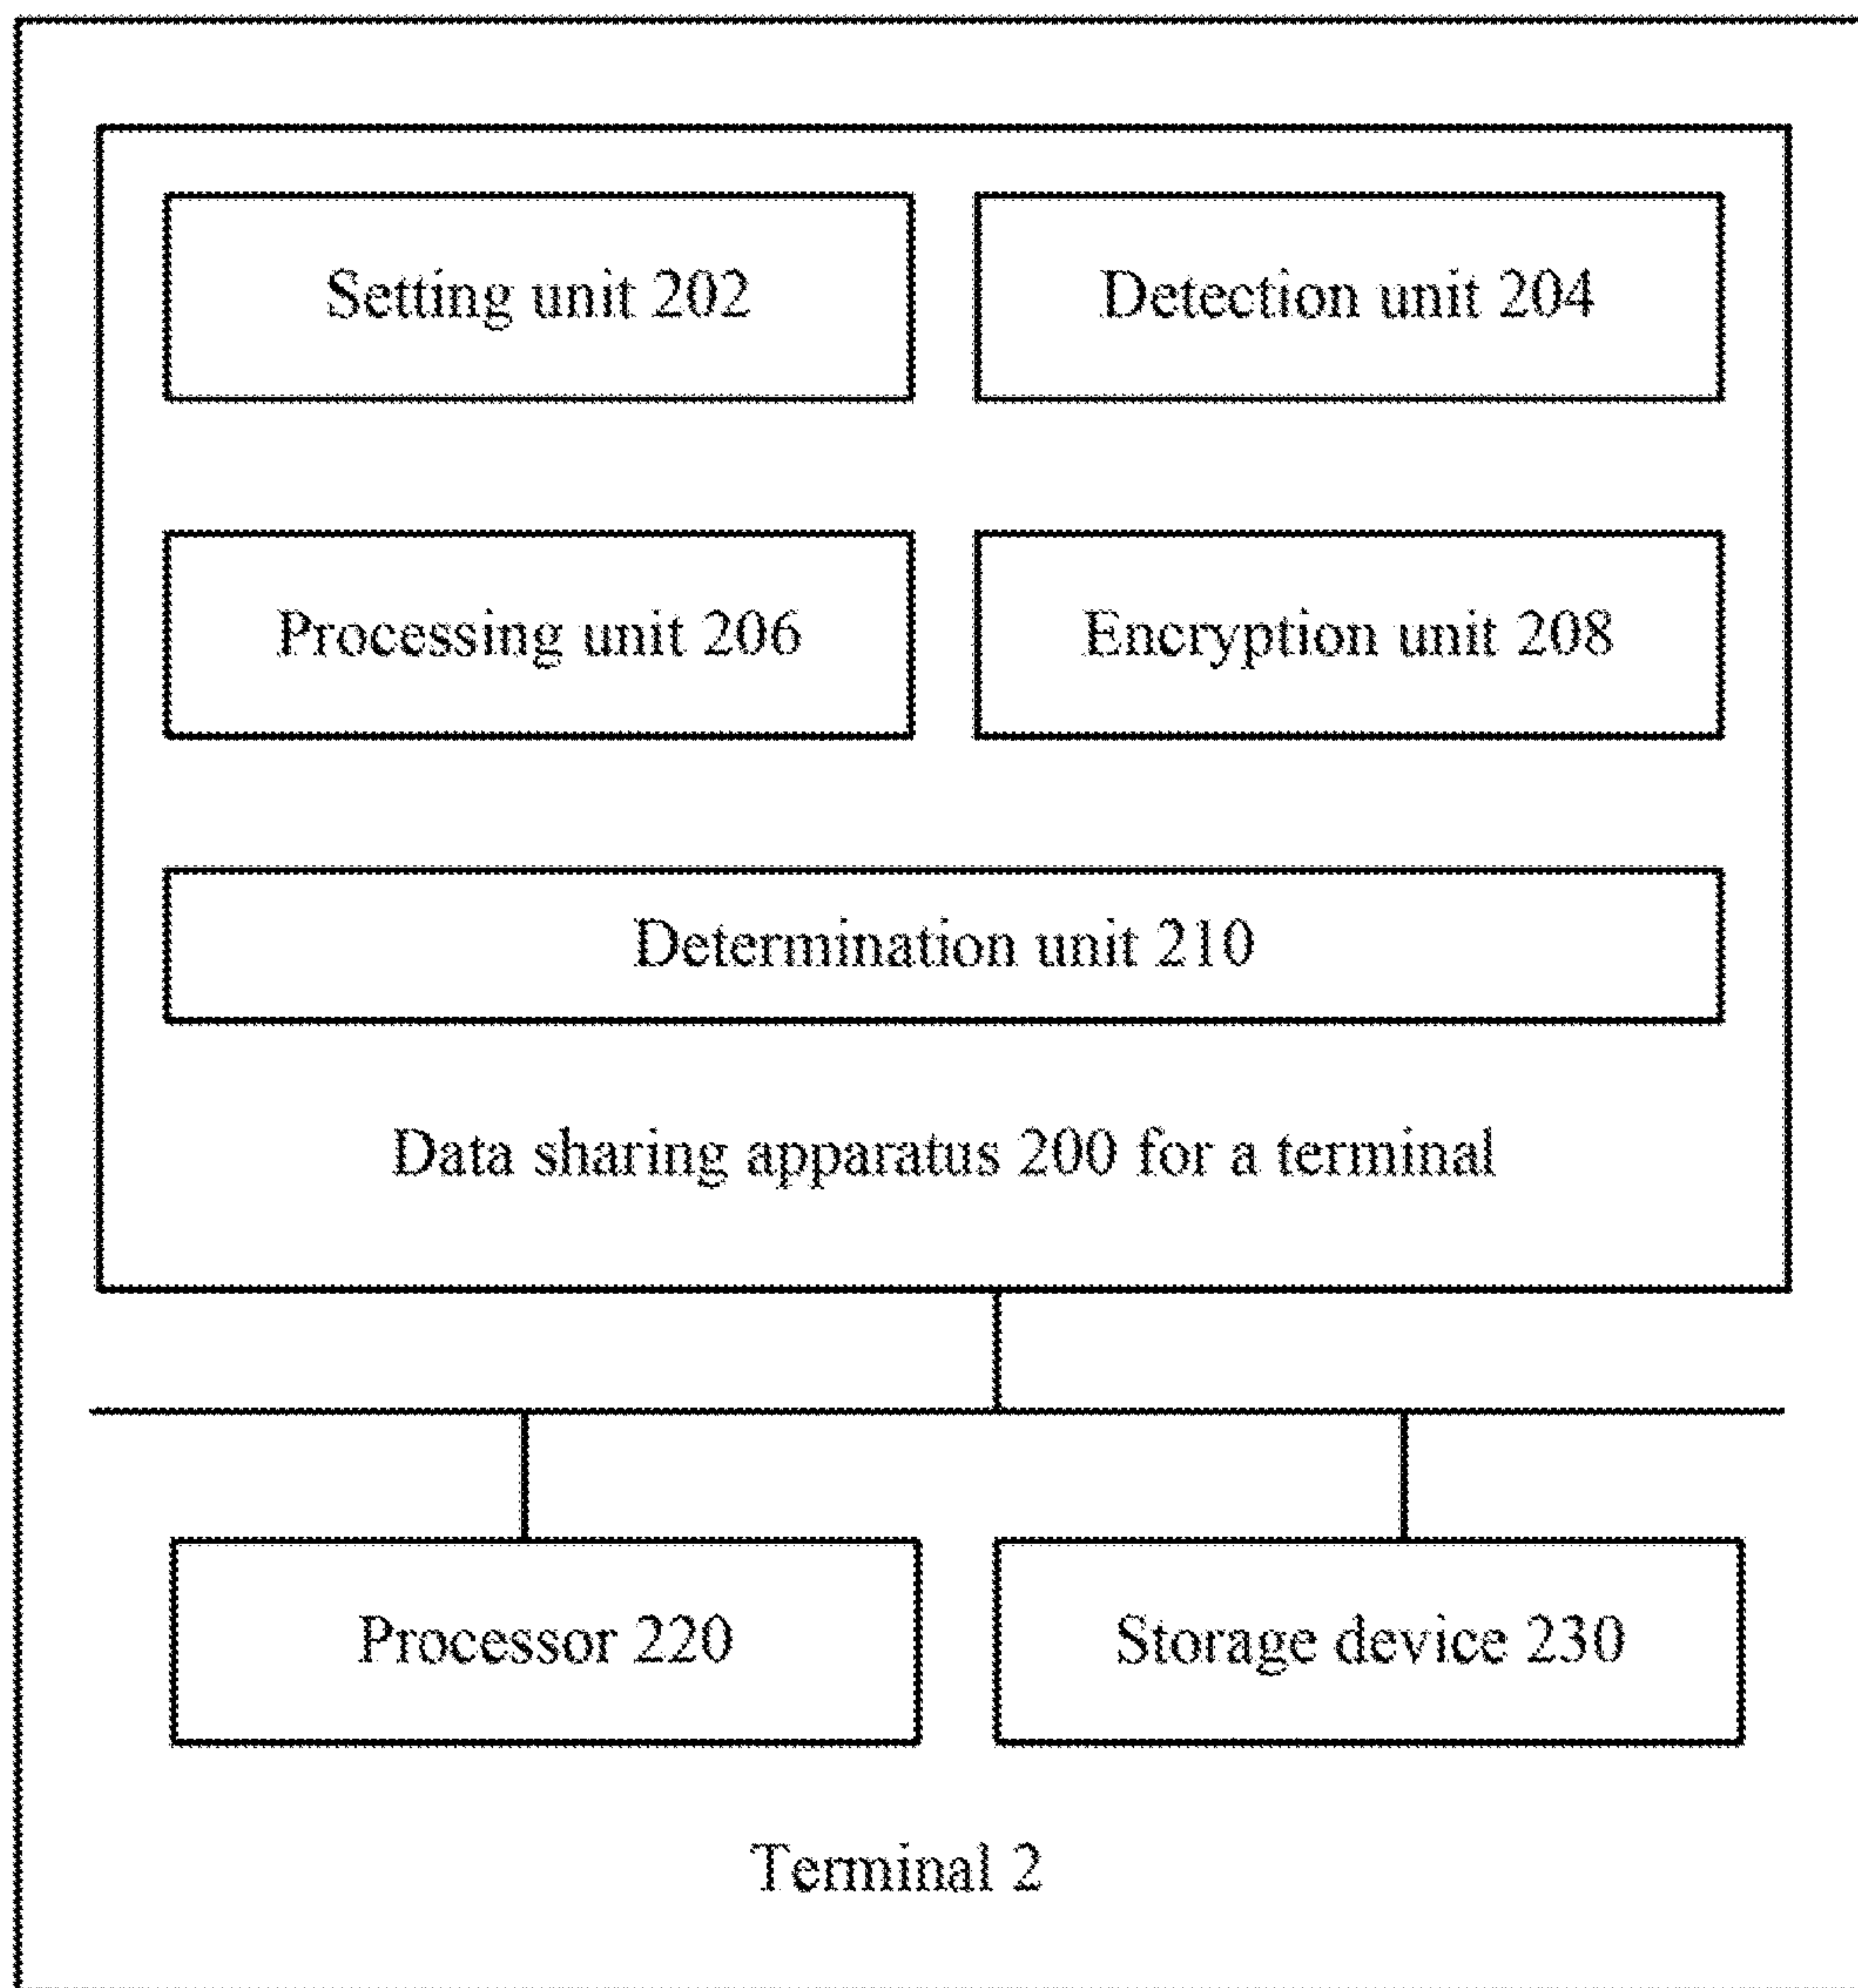 Setting unit 202
Detection unit 204
Processing unit 206
Encryption unit 208
Determination unit 210
Data sharing apparatus 200 for a terminal
Processor 220
Storage device 230
Terminal 2